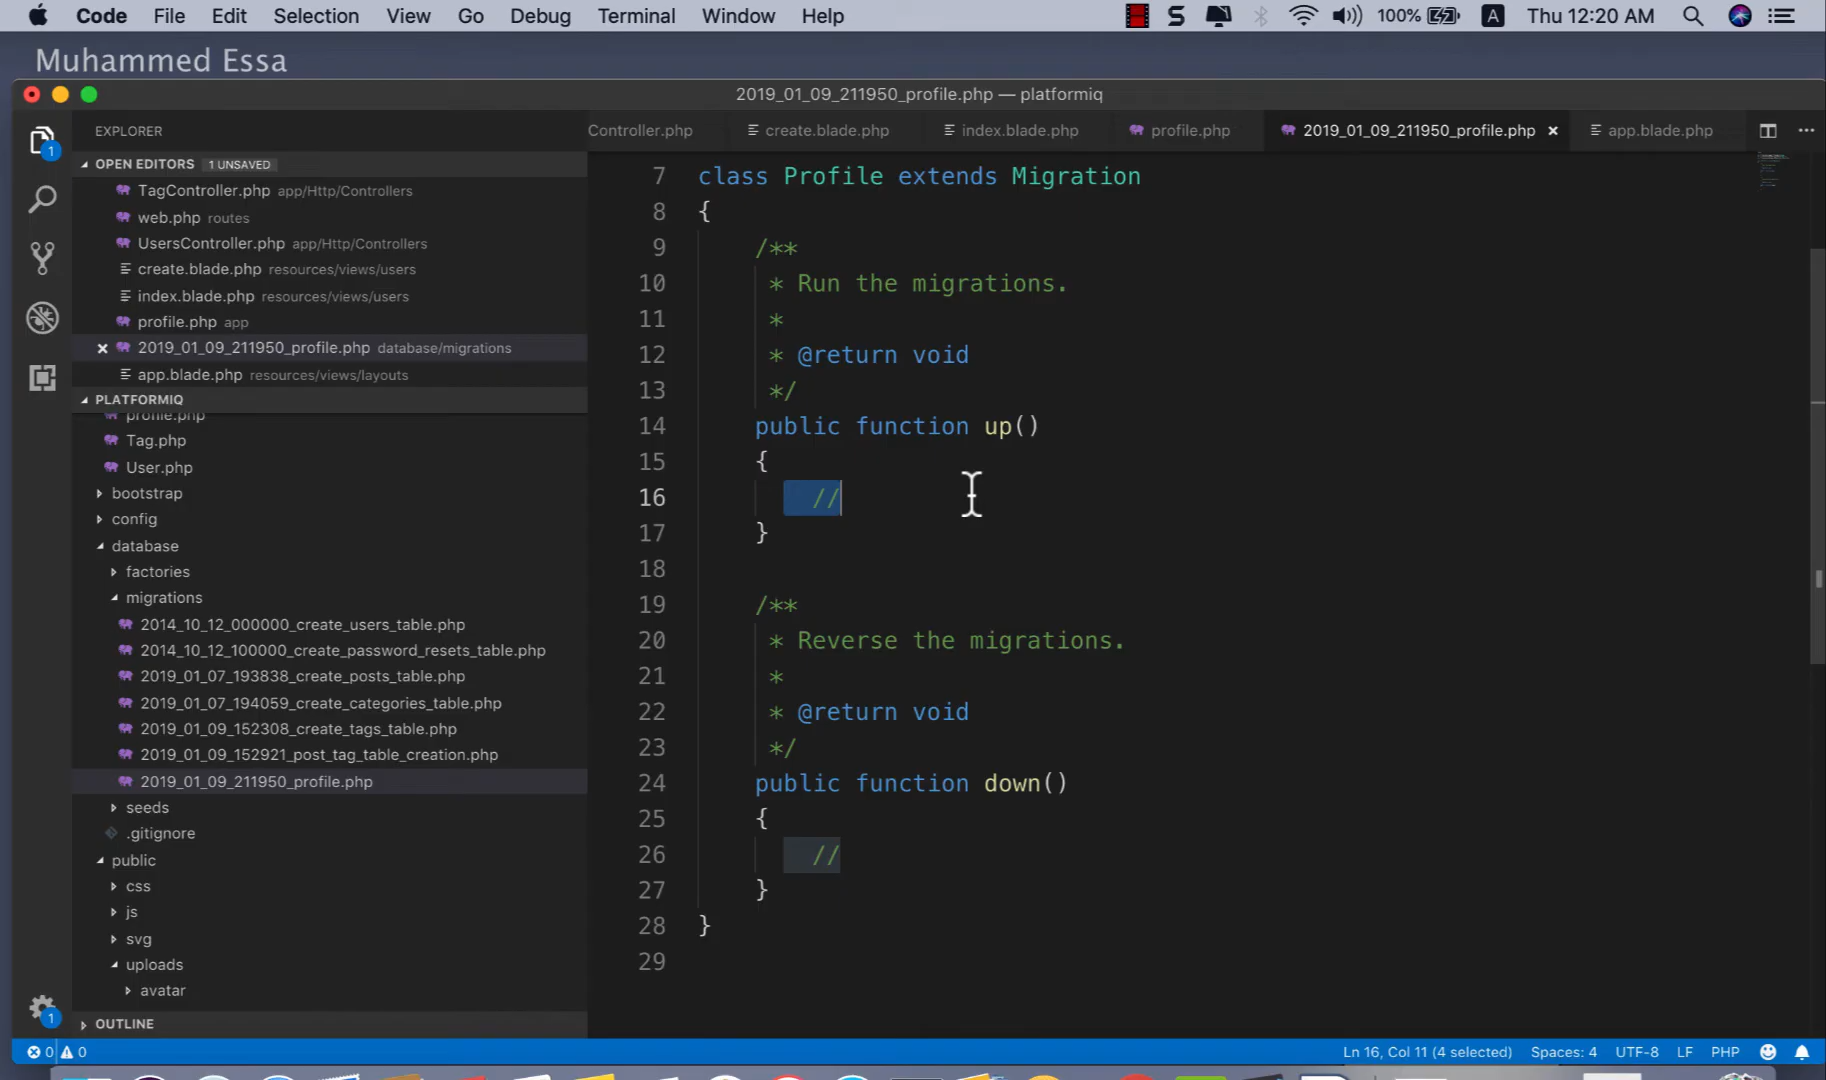 Code File Edit Selection View Go Debug Terminal Window Help 100% A Thu 12:20 AM
Muhammed Essa
2019_01_09_211950_profile.php — platformiq
EXPLORER
Controller.php create.blade.php index.blade.php profile.php 2019_01_09_211950_profile.php app.blade.php
OPEN EDITORS 1 UNSAVED
TagController.php app/Http/Controllers
web.php routes
UsersController.php app/Http/Controllers
create.blade.php resources/views/users
index.blade.php resources/views/users
profile.php app
2019_01_09_211950_profile.php database/migrations
app.blade.php resources/views/layouts
PLATFORMIQ
profile.php
Tag.php
User.php
bootstrap
config
database
factories
migrations
2014_10_12_000000_create_users_table.php
2014_10_12_100000_create_password_resets_table.php
2019_01_07_193838_create_posts_table.php
2019_01_07_194059_create_categories_table.php
2019_01_09_152308_create_tags_table.php
2019_01_09_152921_post_tag_table_creation.php
2019_01_09_211950_profile.php
seeds
.gitignore
public
css
js
svg
uploads
avatar
OUTLINE
7 class Profile extends Migration
8 {
9 /**
10 * Run the migrations.
11 *
12 * @return void
13 */
14 public function up()
15 {
16 //
17 }
18
19 /**
20 * Reverse the migrations.
21 *
22 * @return void
23 */
24 public function down()
25 {
26 //
27 }
28 }
29
1
1
0 0 Ln 16, Col 11 (4 selected) Spaces: 4 UTF-8 LF PHP